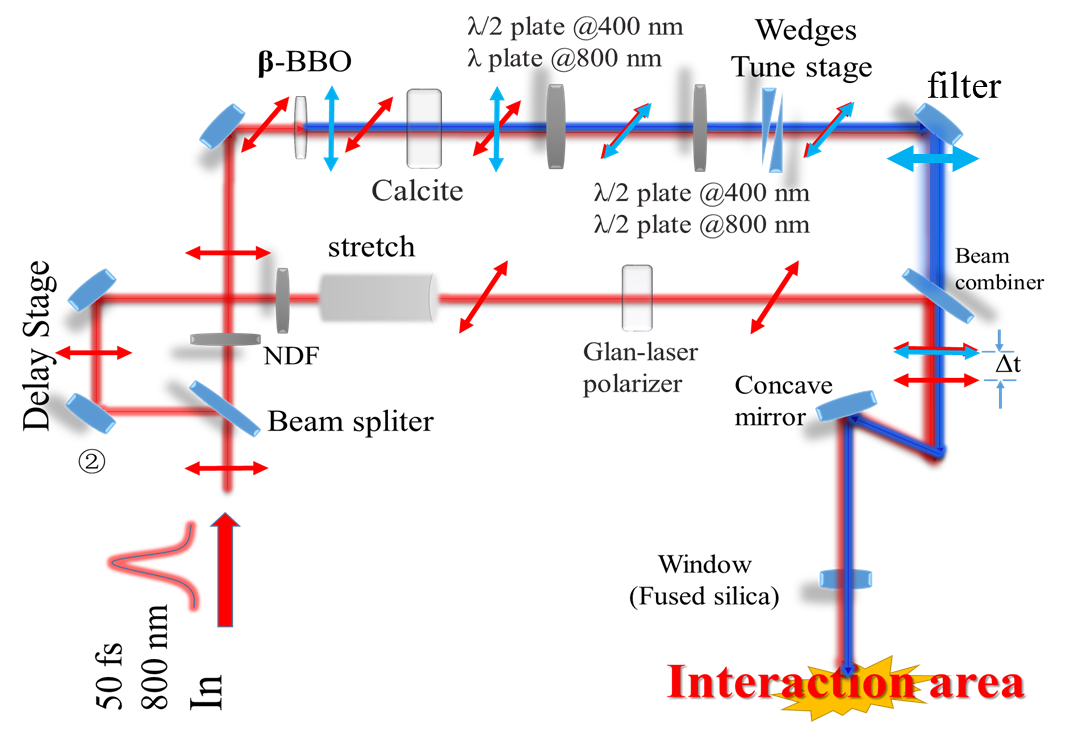 λ/2 plate @400 nm
λ plate @800 nm
Wedges
Tune stage
filter
β-BBO
Calcite
λ/2 plate @400 nm
λ/2 plate @800 nm
stretch
Beam
combiner
Delay Stage
NDF
Glan-laser
polarizer
Δt
Concave
mirror
Beam spliter
②
Window
(Fused silica)
50 fs
800 nm
In
Interaction area